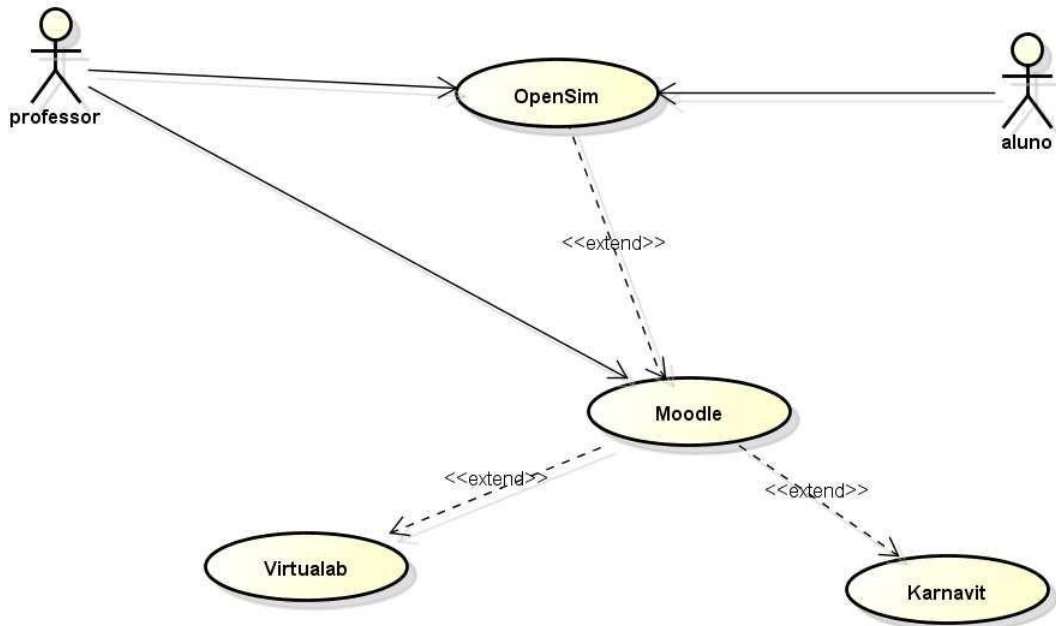 OpenSim
professor
aluno
<<extend>>
Moodle
<<extend>>
<<extend>>
Virtualab
Karnavit